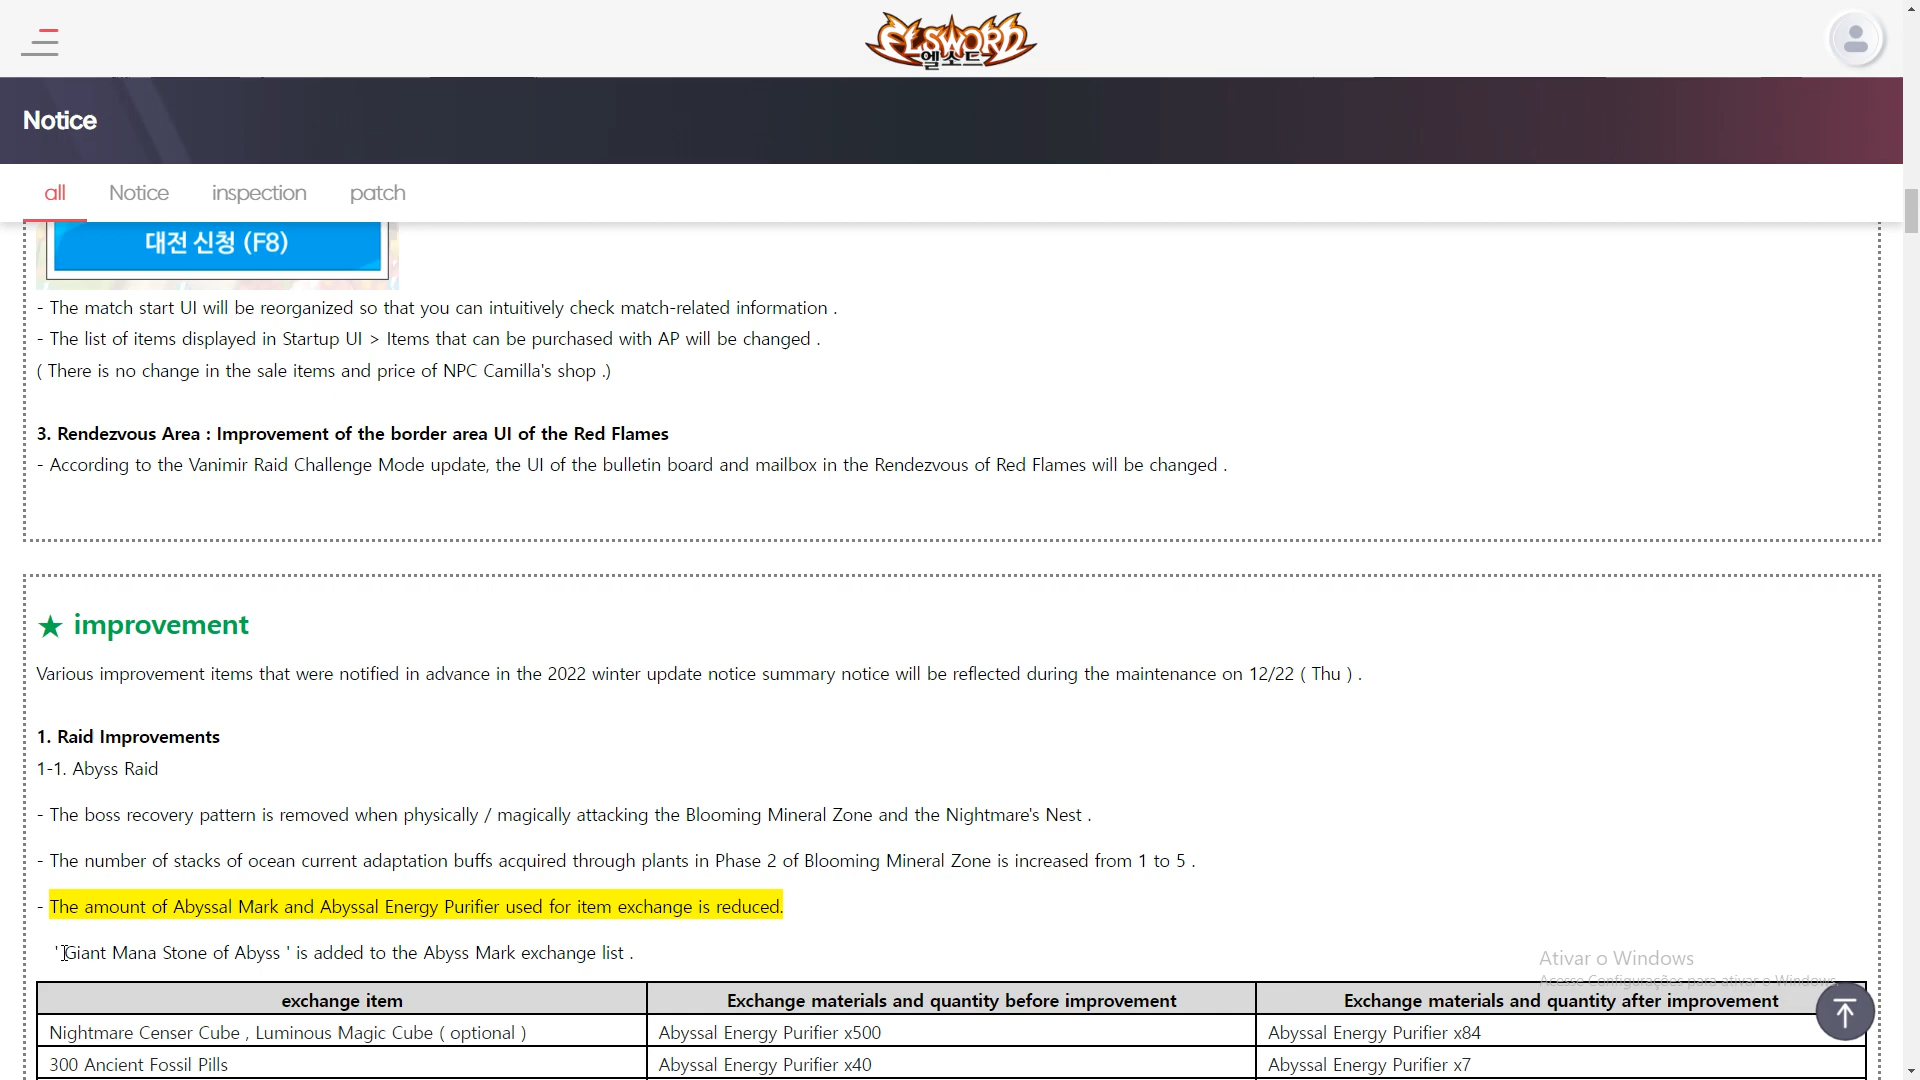 ELSWORD
엘소드
Notice
all Notice inspection patch
대전 신청 (F8)
- The match start UI will be reorganized so that you can intuitively check match-related information .
- The list of items displayed in Startup UI > Items that can be purchased with AP will be changed .
( There is no change in the sale items and price of NPC Camilla's shop .)
3. Rendezvous Area : Improvement of the border area UI of the Red Flames
- According to the Vanimir Raid Challenge Mode update, the UI of the bulletin board and mailbox in the Rendezvous of Red Flames will be changed .
★ improvement
Various improvement items that were notified in advance in the 2022 winter update notice summary notice will be reflected during the maintenance on 12/22 ( Thu ) .
1. Raid Improvements
1-1. Abyss Raid
- The boss recovery pattern is removed when physically / magically attacking the Blooming Mineral Zone and the Nightmare's Nest .
- The number of stacks of ocean current adaptation buffs acquired through plants in Phase 2 of Blooming Mineral Zone is increased from 1 to 5 .
- The amount of Abyssal Mark and Abyssal Energy Purifier used for item exchange is reduced.
' Giant Mana Stone of Abyss ' is added to the Abyss Mark exchange list .
Ativar o Windows
Acesse Configurações para ativar o Windows.
exchange item Exchange materials and quantity before improvement Exchange materials and quantity after improvement
Nightmare Censer Cube , Luminous Magic Cube ( optional ) Abyssal Energy Purifier x500 Abyssal Energy Purifier x84
300 Ancient Fossil Pills Abyssal Energy Purifier x40 Abyssal Energy Purifier x7